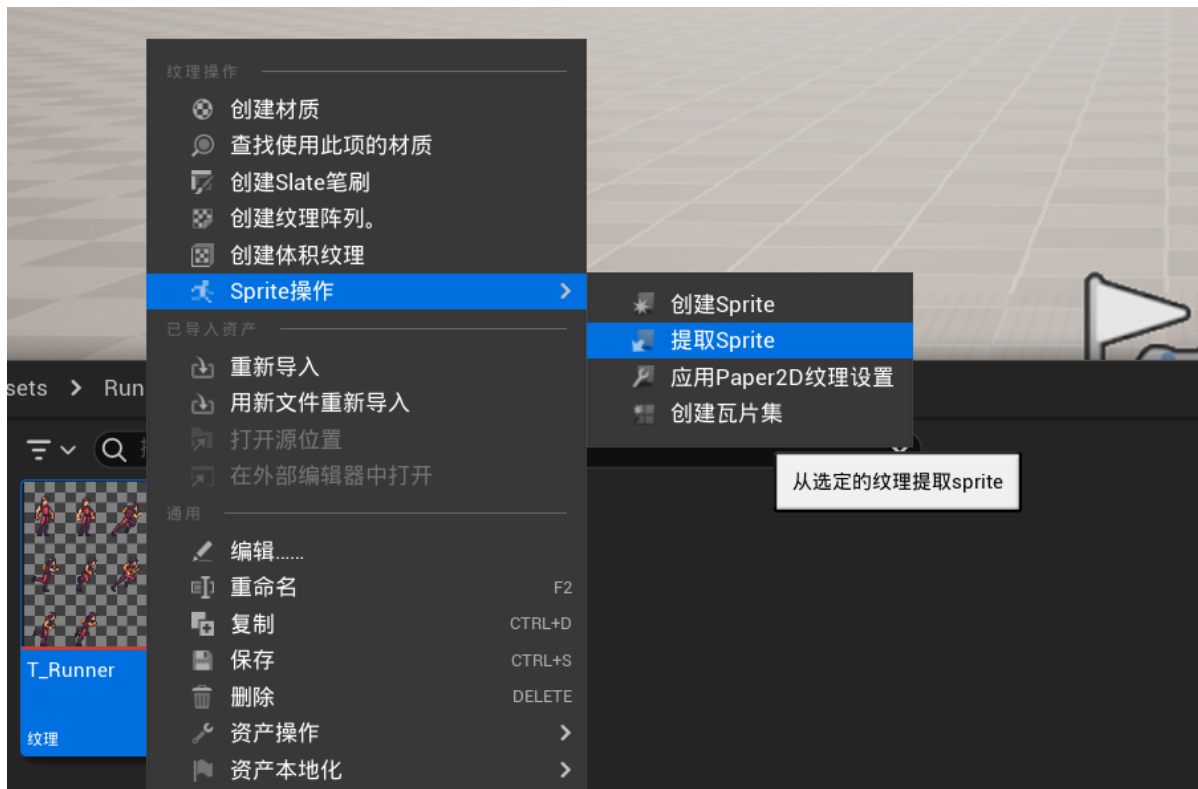 纹理操作
创建材质
查找使用此项的材质
创建Slate笔刷
创建纹理阵列。
创建体积纹理
Sprite操作
创建Sprite
提取Sprite
应用Paper2D纹理设置
创建瓦片集
从选定的纹理提取sprite
已导入资产
重新导入
用新文件重新导入
打开源位置
在外部编辑器中打开
通用
编辑......
重命名 F2
复制 CTRL+D
保存 CTRL+S
删除 DELETE
资产操作
资产本地化
sets > Run
T_Runner
纹理